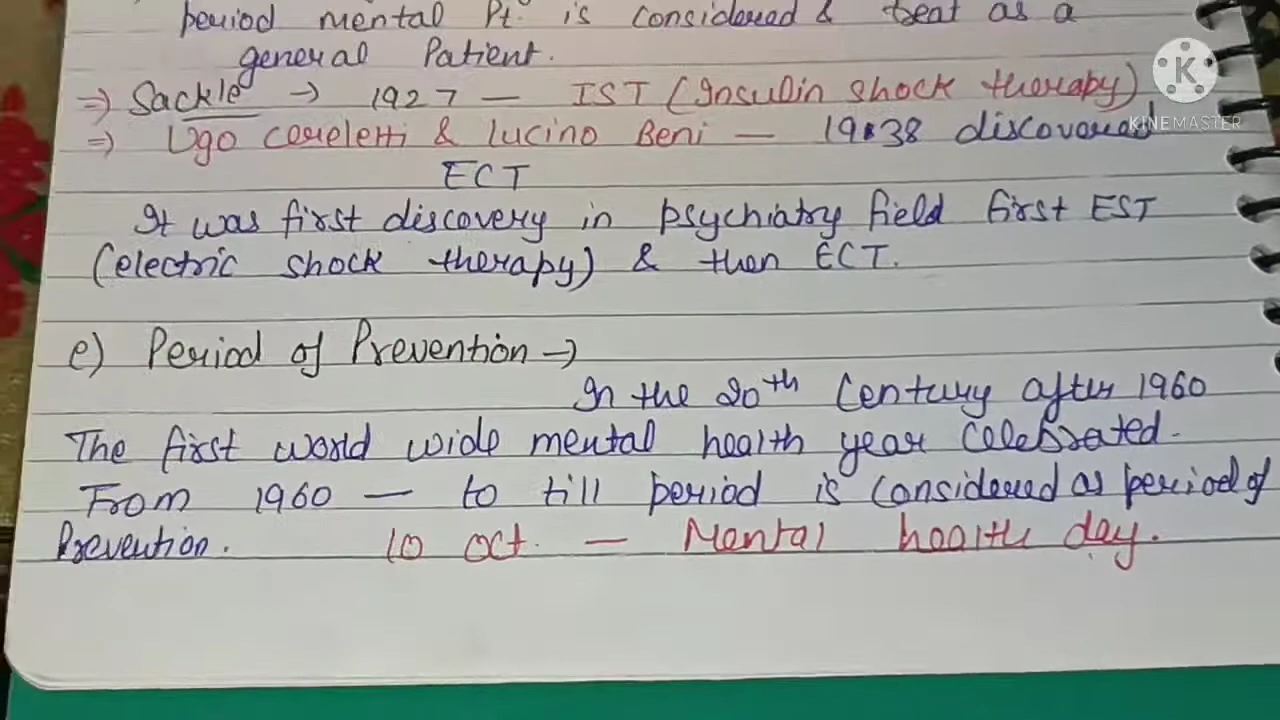 period mental Pt. is considered & treat as a
general Patient.
⇒ Sackle → 1927 — IST (Insulin shock therapy)
⇒ Ugo cereletti & Lucino Beni — 1938 discovered
ECT
It was first discovery in psychiatry field first EST
(electric shock therapy) & then ECT.
e) Period of Prevention →
In the 20th Century after 1960
The first world wide mental health year celebrated.
From 1960 — to till period is considered as period of
Prevention. 10 oct. — Mental health day.
K
KINEMASTER